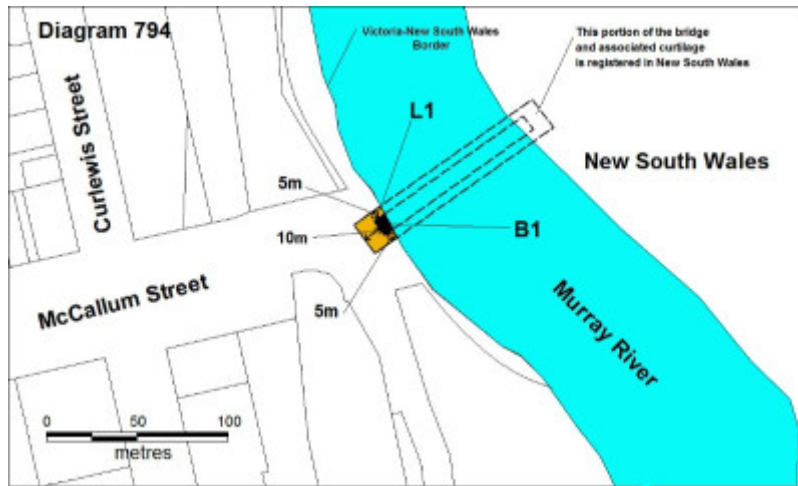 Diagram 794
Victoria-New South Wales
Border
This portion of the bridge
and associated curtilage
is registered in New South Wales
L1
Curlewis Street
New South Wales
5m
10m
B1
McCallum Street
5m
Murray River
0 50 100
metres